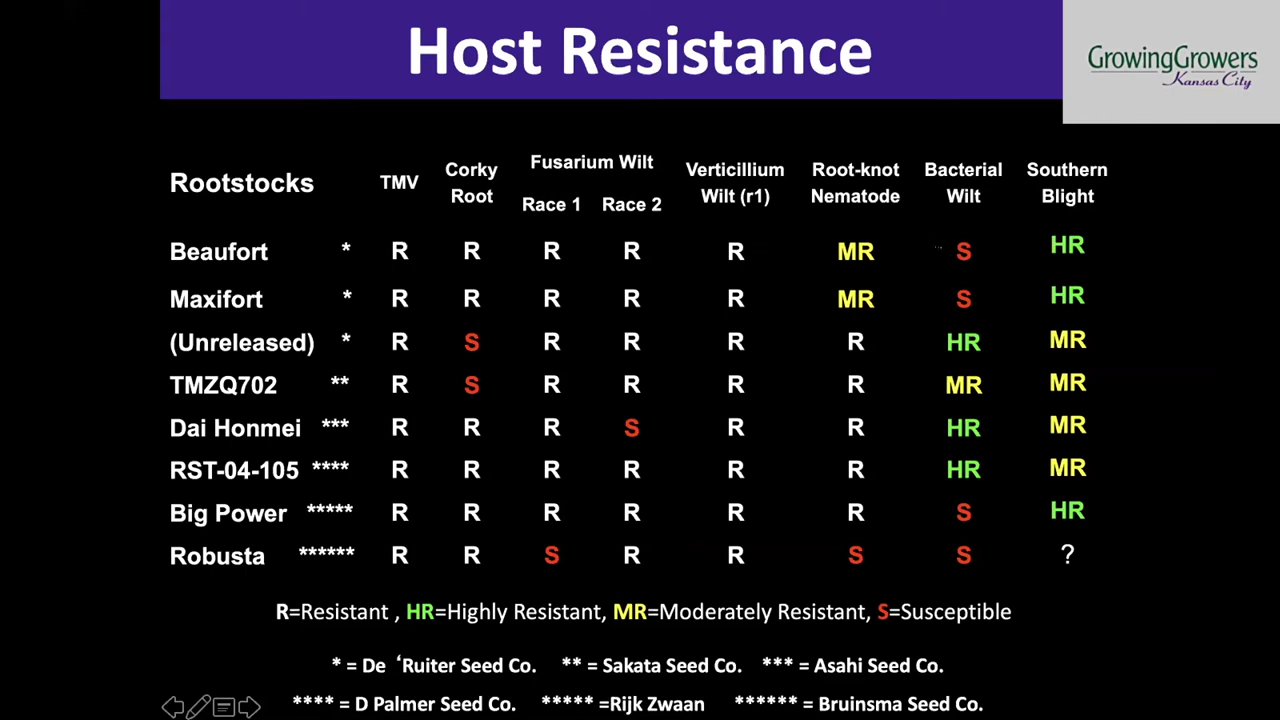 Host Resistance
GrowingGrowers
Kansas City
Rootstocks TMV Corky Root Fusarium Wilt Race 1 Race 2 Verticillium Wilt (r1) Root-knot Nematode Bacterial Wilt Southern Blight
Beaufort * R R R R R MR S HR
Maxifort * R R R R R MR S HR
(Unreleased) * R S R R R R HR MR
TMZQ702 ** R S R R R R MR MR
Dai Honmei *** R R R S R R HR MR
RST-04-105 **** R R R R R R HR MR
Big Power ***** R R R R R R S HR
Robusta ****** R R S R R S S ?
R=Resistant , HR=Highly Resistant, MR=Moderately Resistant, S=Susceptible
* = De ‘Ruiter Seed Co. ** = Sakata Seed Co. *** = Asahi Seed Co.
**** = D Palmer Seed Co. ***** =Rijk Zwaan ****** = Bruinsma Seed Co.